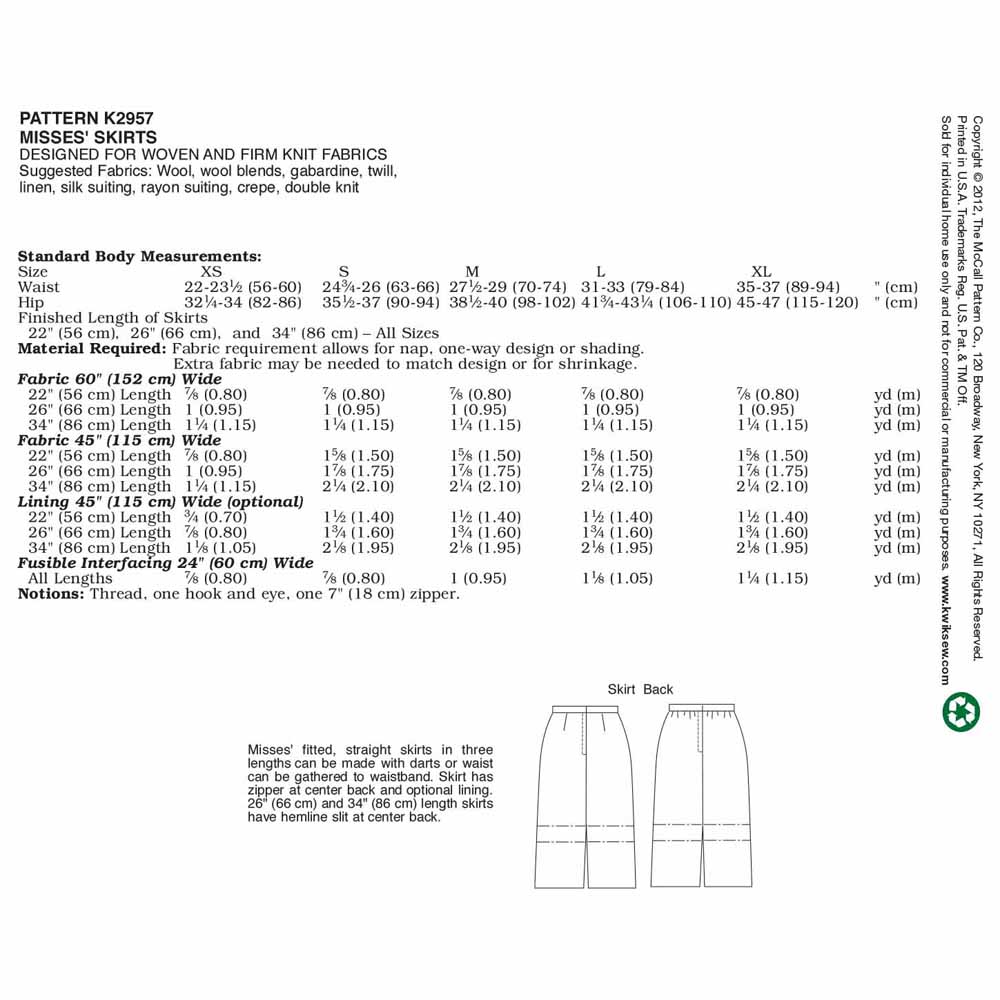 PATTERN K2957
MISSES' SKIRTS
DESIGNED FOR WOVEN AND FIRM KNIT FABRICS
Suggested Fabrics: Wool, wool blends, gabardine, twill,
linen, silk suiting, rayon suiting, crepe, double knit
Standard Body Measurements:
Size XS S M L XL
Waist 22-23½ (56-60) 24¾-26 (63-66) 27½-29 (70-74) 31-33 (79-84) 35-37 (89-94) " (cm)
Hip 32¼-34 (82-86) 35½-37 (90-94) 38½-40 (98-102) 41¾-43¼ (106-110) 45-47 (115-120) " (cm)
Finished Length of Skirts
22" (56 cm), 26" (66 cm), and 34" (86 cm) – All Sizes
Material Required: Fabric requirement allows for nap, one-way design or shading.
Extra fabric may be needed to match design or for shrinkage.
Fabric 60" (152 cm) Wide
22" (56 cm) Length ⅞ (0.80) ⅞ (0.80) ⅞ (0.80) ⅞ (0.80) ⅞ (0.80) yd (m)
26" (66 cm) Length 1 (0.95) 1 (0.95) 1 (0.95) 1 (0.95) 1 (0.95) yd (m)
34" (86 cm) Length 1¼ (1.15) 1¼ (1.15) 1¼ (1.15) 1¼ (1.15) 1¼ (1.15) yd (m)
Fabric 45" (115 cm) Wide
22" (56 cm) Length ⅞ (0.80) 1⅝ (1.50) 1⅝ (1.50) 1⅝ (1.50) 1⅝ (1.50) yd (m)
26" (66 cm) Length 1 (0.95) 1⅞ (1.75) 1⅞ (1.75) 1⅞ (1.75) 1⅞ (1.75) yd (m)
34" (86 cm) Length 1¼ (1.15) 2¼ (2.10) 2¼ (2.10) 2¼ (2.10) 2¼ (2.10) yd (m)
Lining 45" (115 cm) Wide (optional)
22" (56 cm) Length ¾ (0.70) 1½ (1.40) 1½ (1.40) 1½ (1.40) 1½ (1.40) yd (m)
26" (66 cm) Length ⅞ (0.80) 1¾ (1.60) 1¾ (1.60) 1¾ (1.60) 1¾ (1.60) yd (m)
34" (86 cm) Length 1⅛ (1.05) 2⅛ (1.95) 2⅛ (1.95) 2⅛ (1.95) 2⅛ (1.95) yd (m)
Fusible Interfacing 24" (60 cm) Wide
All Lengths ⅞ (0.80) ⅞ (0.80) 1 (0.95) 1⅛ (1.05) 1¼ (1.15) yd (m)
Notions: Thread, one hook and eye, one 7" (18 cm) zipper.
Skirt Back
Misses' fitted, straight skirts in three
lengths can be made with darts or waist
can be gathered to waistband. Skirt has
zipper at center back and optional lining.
26" (66 cm) and 34" (86 cm) length skirts
have hemline slit at center back.
Copyright © 2012, The McCall Pattern Co., 120 Broadway, New York, NY 10271, All Rights Reserved.
Printed in U.S.A. Trademarks Reg. U.S. Pat. & TM Off.
Sold for individual home use only and not for commercial or manufacturing purposes. www.kwiksew.com